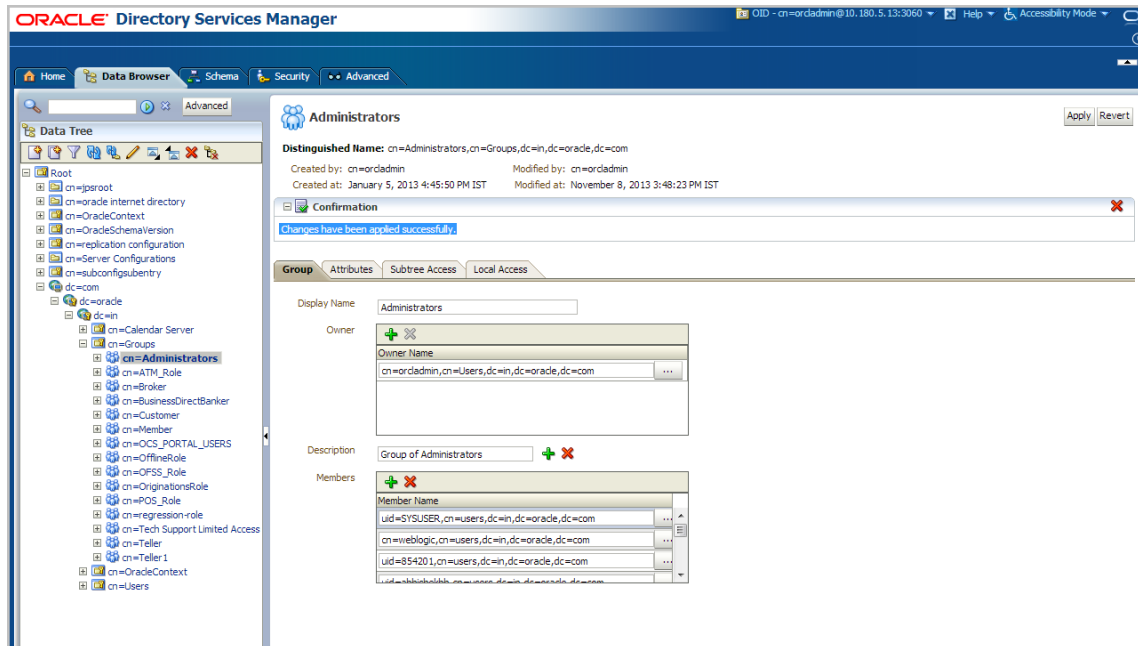 ORACLE Directory Services Manager
OID - cn=orcladmin@10.180.5.13:3060 Help Accessibility Mode
Home Data Browser Schema Security Advanced
Advanced
Data Tree
Root
cn=jpsroot
cn=oracle internet directory
cn=OracleContext
cn=OracleSchemaVersion
cn=replication configuration
cn=Server Configurations
cn=subconfigsubentry
dc=com
dc=oracle
dc=in
cn=Calendar Server
cn=Groups
cn=Administrators
cn=ATM_Role
cn=Broker
cn=BusinessDirectBanker
cn=Customer
cn=Member
cn=OCS_PORTAL_USERS
cn=OfflineRole
cn=OFSS_Role
cn=OriginationsRole
cn=POS_Role
cn=regression-role
cn=Tech Support Limited Access
cn=Teller
cn=Teller1
cn=OracleContext
cn=Users
Administrators
Apply Revert
Distinguished Name: cn=Administrators,cn=Groups,dc=in,dc=oracle,dc=com
Created by: cn=orcladmin Modified by: cn=orcladmin
Created at: January 5, 2013 4:45:50 PM IST Modified at: November 8, 2013 3:48:23 PM IST
Confirmation
Changes have been applied successfully.
Group Attributes Subtree Access Local Access
Display Name Administrators
Owner
Owner Name
cn=orcladmin,cn=Users,dc=in,dc=oracle,dc=com ...
Description Group of Administrators
Members
Member Name
uid=SYSUSER,cn=users,dc=in,dc=oracle,dc=com ...
cn=weblogic,cn=users,dc=in,dc=oracle,dc=com ...
uid=854201,cn=users,dc=in,dc=oracle,dc=com ...